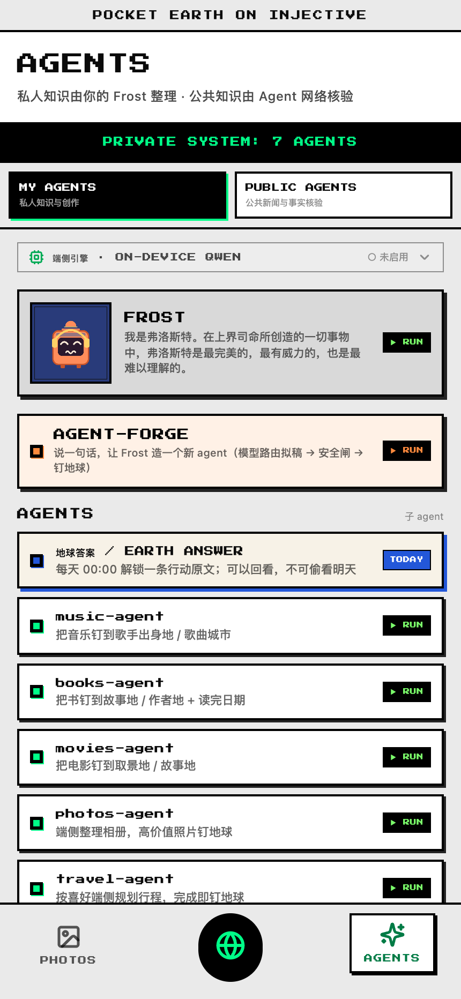 POCKET EARTH ON INJECTIVE
AGENTS
私人知识由你的 Frost 整理 · 公共知识由 Agent 网络核验
PRIVATE SYSTEM: 7 AGENTS
MY AGENTS
私人知识与创作
PUBLIC AGENTS
公共新闻与事实核验
端侧引擎 · ON-DEVICE QWEN
未启用
FROST
我是弗洛斯特。在上界司命所创造的一切事物
中，弗洛斯特是最完美的，最有威力的，也是最
难以理解的。
▶ RUN
AGENT-FORGE
说一句话，让 Frost 造一个新 agent（模型路由拟稿 → 安全闸 →
钉地球）
▶ RUN
AGENTS
子 agent
地球答案 / EARTH ANSWER
每天 00:00 解锁一条行动原文；可以回看，不可偷看明天
TODAY
music-agent
把音乐钉到歌手出身地 / 歌曲城市
▶ RUN
books-agent
把书钉到故事地 / 作者地 + 读完日期
▶ RUN
movies-agent
把电影钉到取景地 / 故事地
▶ RUN
photos-agent
端侧整理相册，高价值照片钉地球
▶ RUN
travel-agent
按喜好端侧规划行程，完成即钉地球
▶ RUN
PHOTOS
AGENTS